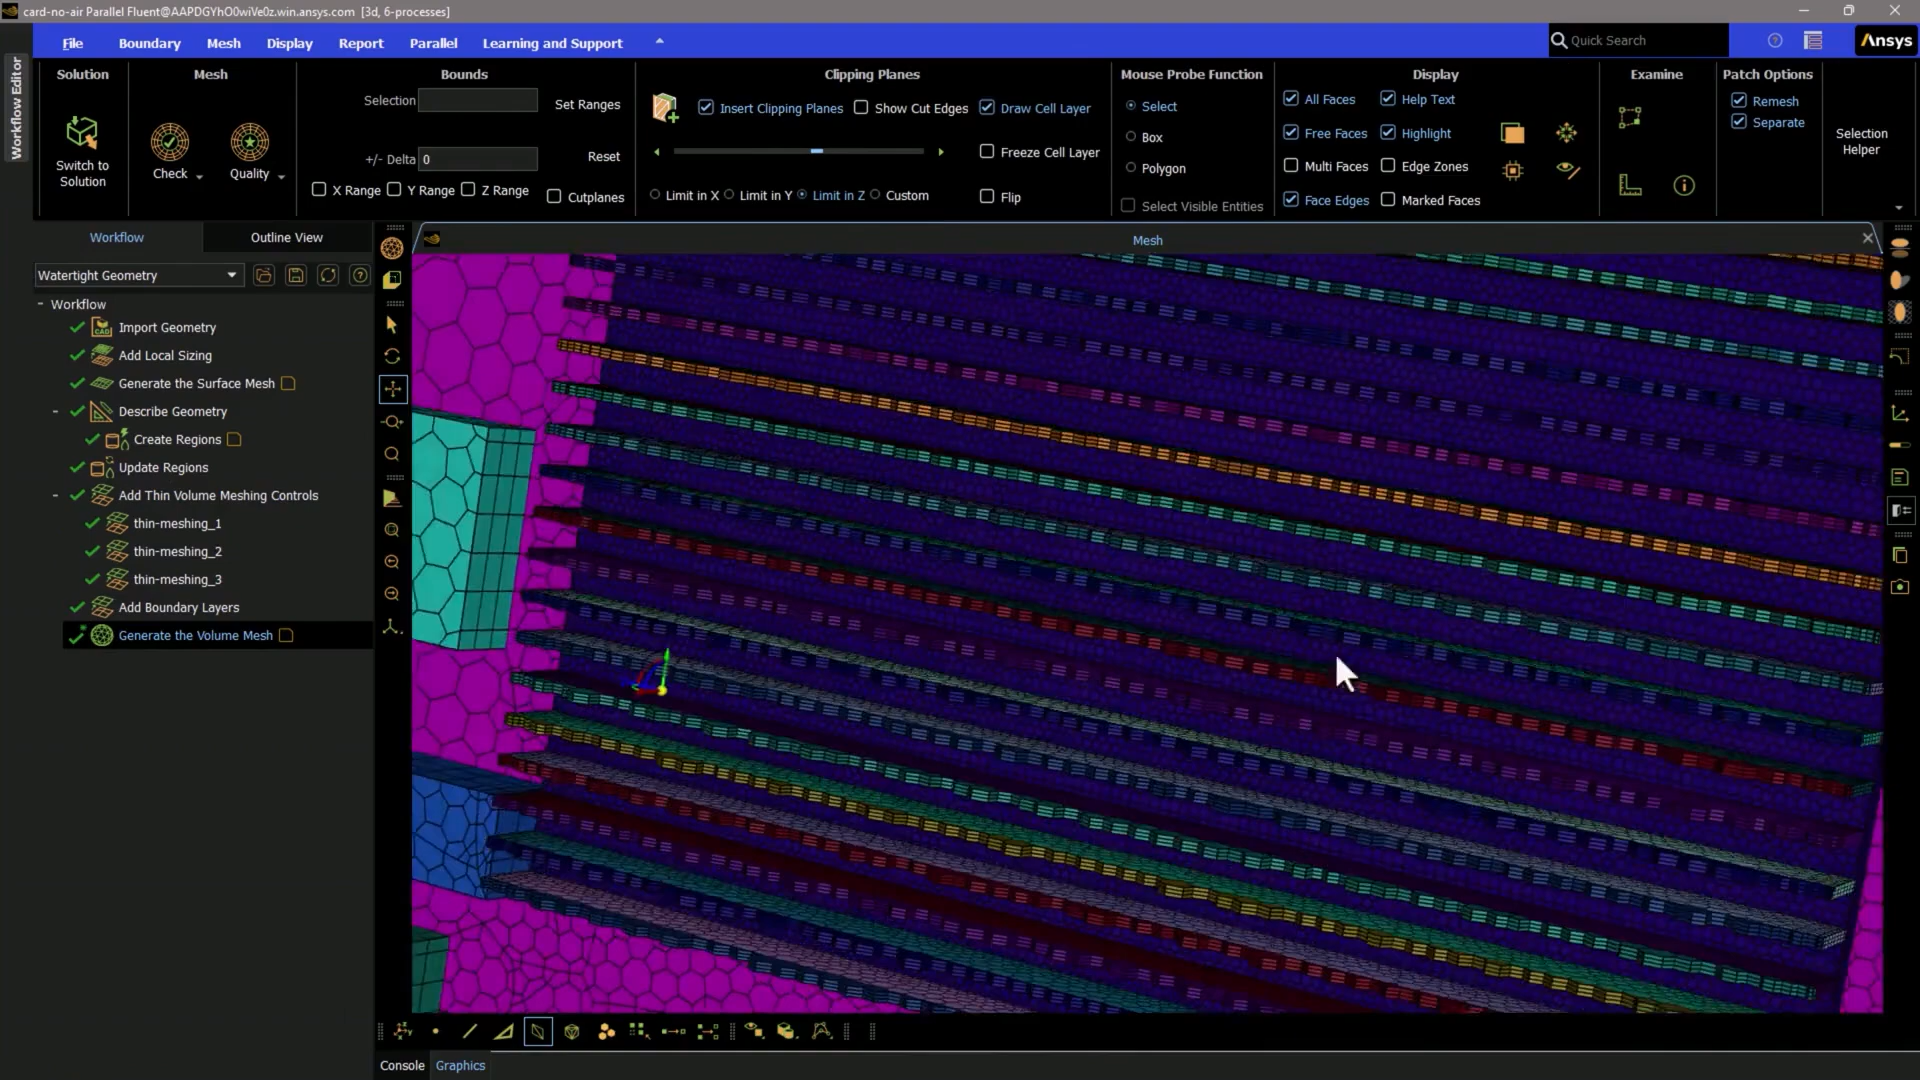 card-no-air Parallel Fluent@AAPDGYhO0wiVe0z.win.ansys.com [3d, 6-processes]
File Boundary Mesh Display Report Parallel Learning and Support
Quick Search
Ansys
Workflow Editor
Solution
Switch to Solution
Mesh
Check
Quality
Bounds
Selection
Set Ranges
+/- Delta 0
Reset
X Range Y Range Z Range Cutplanes
Clipping Planes
Insert Clipping Planes Show Cut Edges Draw Cell Layer
Freeze Cell Layer
Limit in X Limit in Y Limit in Z Custom Flip
Mouse Probe Function
Select
Box
Polygon
Select Visible Entities
Display
All Faces Help Text
Free Faces Highlight
Multi Faces Edge Zones
Face Edges Marked Faces
Examine
Patch Options
Remesh
Separate
Selection Helper
Workflow Outline View
Watertight Geometry
Workflow
Import Geometry
Add Local Sizing
Generate the Surface Mesh
Describe Geometry
Create Regions
Update Regions
Add Thin Volume Meshing Controls
thin-meshing_1
thin-meshing_2
thin-meshing_3
Add Boundary Layers
Generate the Volume Mesh
Mesh
Console Graphics